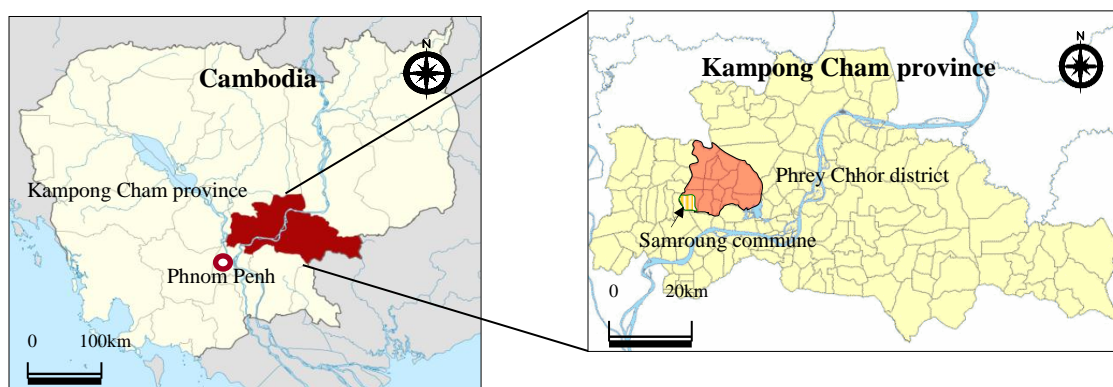 N
Cambodia
Kampong Cham province
Phnom Penh
0 100km
N
Kampong Cham province
Phrey Chhor district
Samroung commune
0 20km